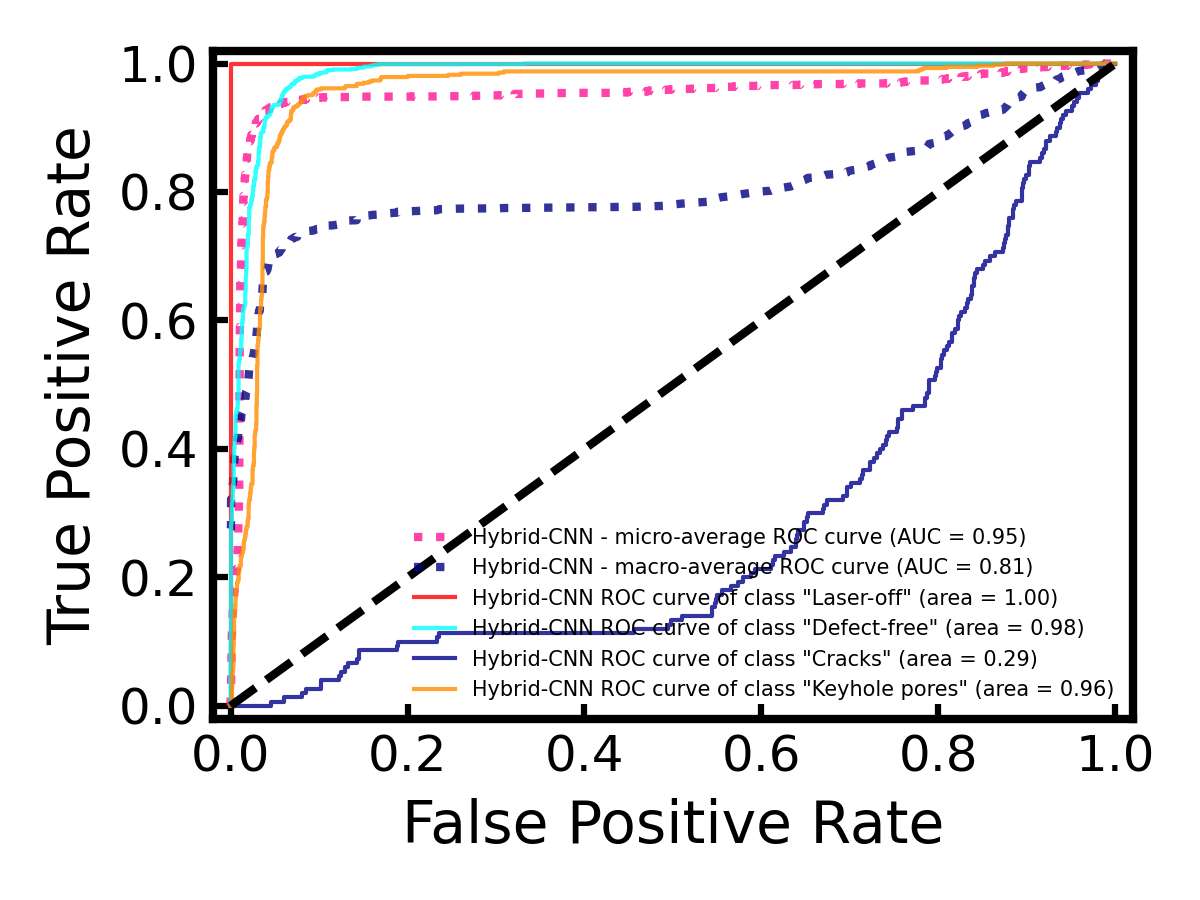 1.0
0.8
0.6
0.4
0.2
0.0
True Positive Rate
Hybrid-CNN - micro-average ROC curve (AUC = 0.95)
Hybrid-CNN - macro-average ROC curve (AUC = 0.81)
Hybrid-CNN ROC curve of class "Laser-off" (area = 1.00)
Hybrid-CNN ROC curve of class "Defect-free" (area = 0.98)
Hybrid-CNN ROC curve of class "Cracks" (area = 0.29)
Hybrid-CNN ROC curve of class "Keyhole pores" (area = 0.96)
0.0 0.2 0.4 0.6 0.8 1.0
False Positive Rate